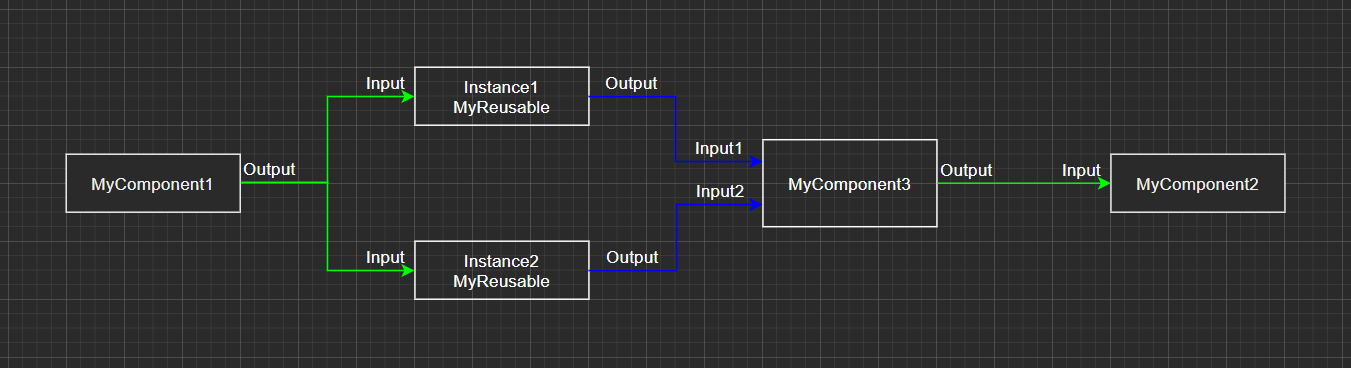 MyComponent1
Output
Input
Instance1
MyReusable
Output
Input
Instance2
MyReusable
Output
Input1
Input2
MyComponent3
Output
Input
MyComponent2